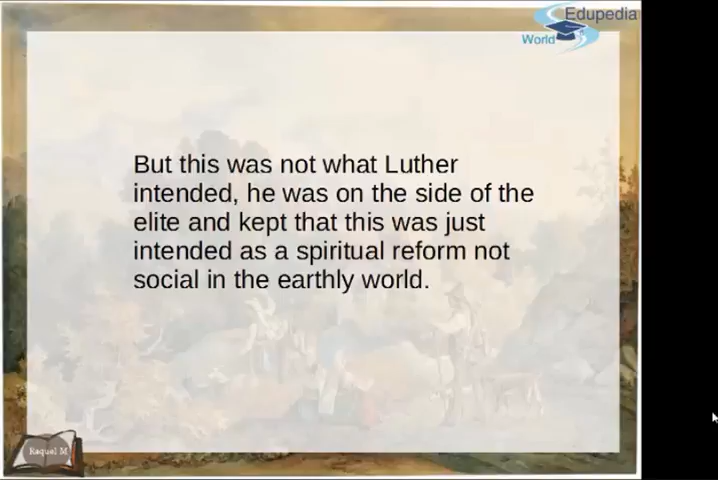 Edupedia
World
But this was not what Luther
intended, he was on the side of the
elite and kept that this was just
intended as a spiritual reform not
social in the earthly world.
Raquel M